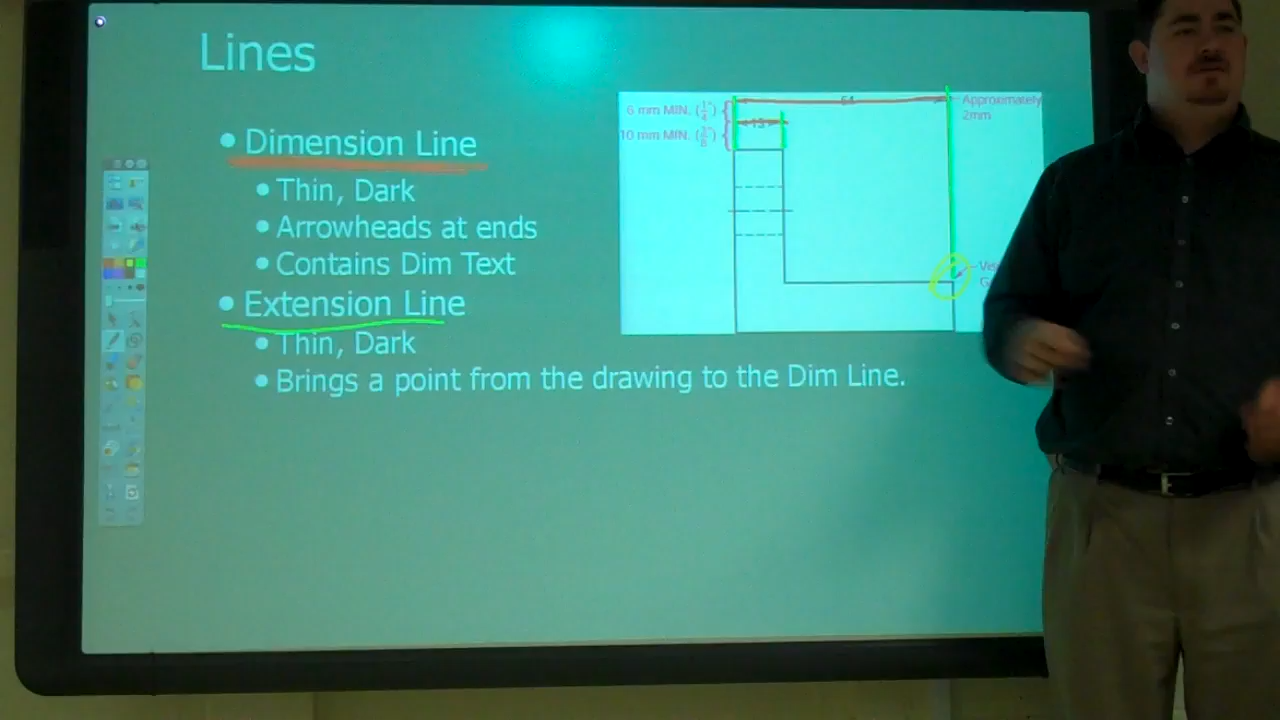 Lines
• Dimension Line
• Thin, Dark
• Arrowheads at ends
• Contains Dim Text
• Extension Line
• Thin, Dark
• Brings a point from the drawing to the Dim Line.
6 mm MIN. (1/4")
10 mm MIN. (3/8")
Approximately
2mm